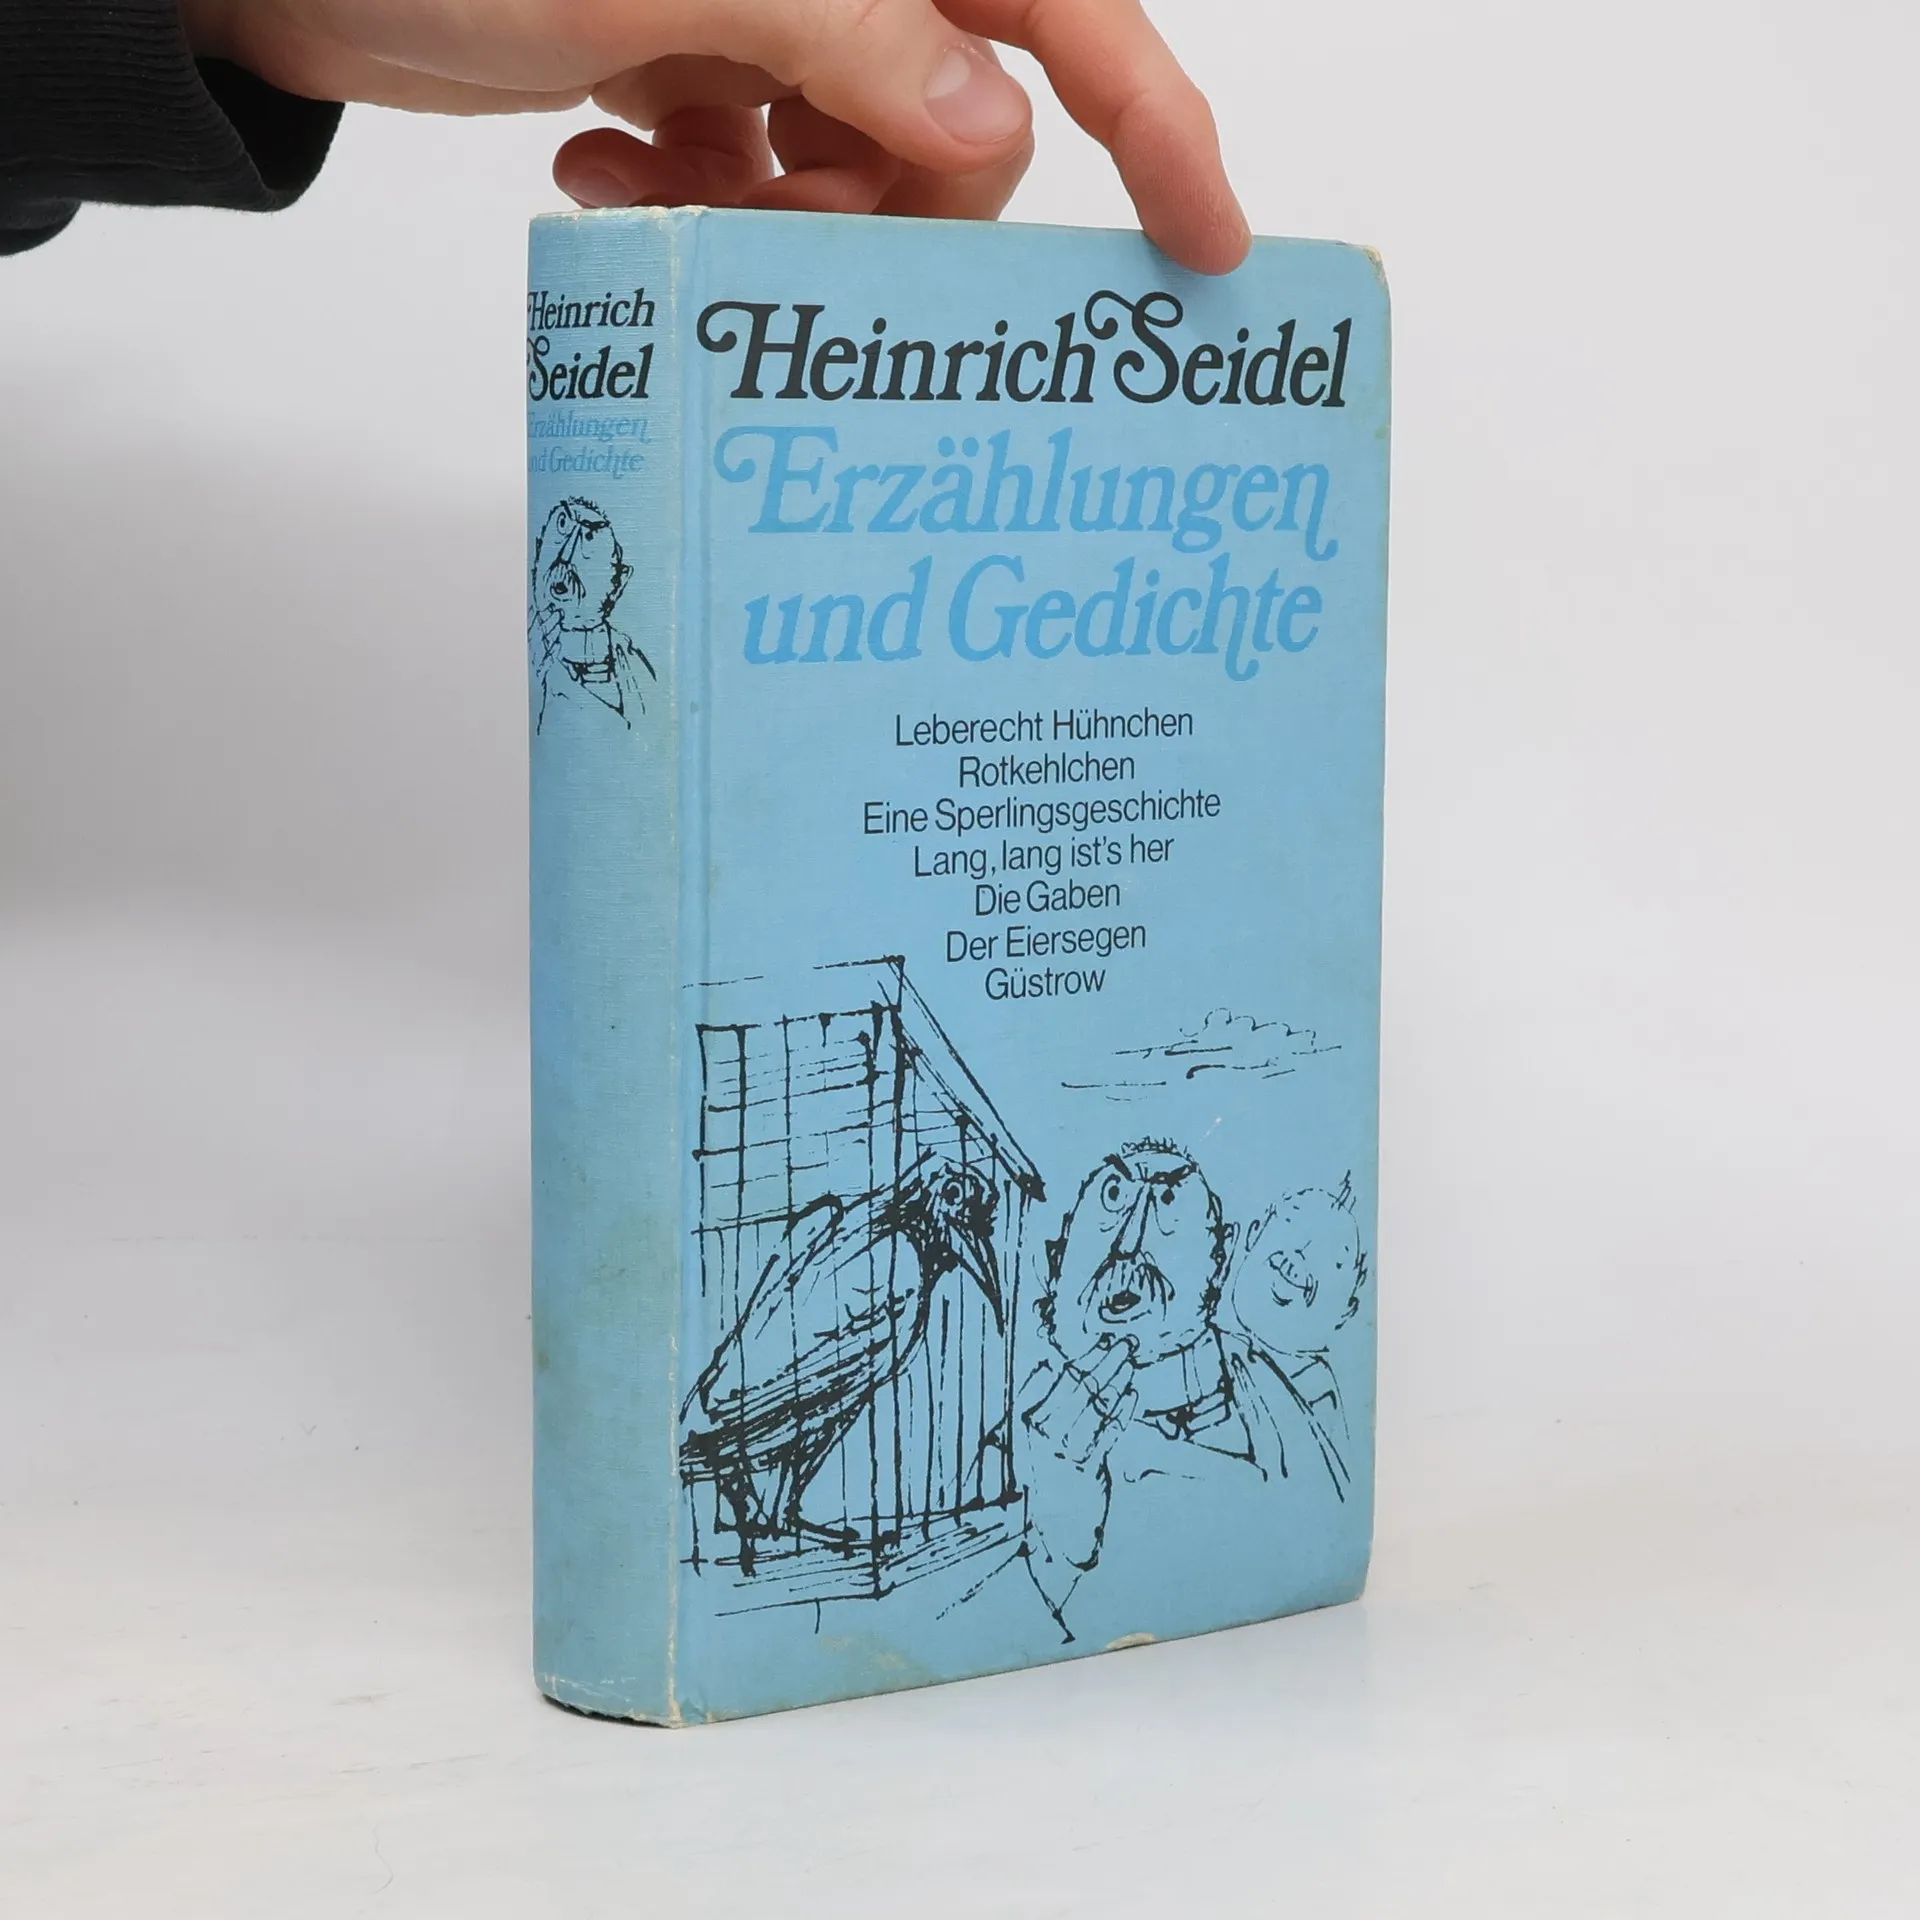 Heinrich
Seidel
Erzählungen
und Gedichte
Heinrich Seidel
Erzählungen
und Gedichte
Leberecht Hühnchen
Rotkehlchen
Eine Sperlingsgeschichte
Lang, lang ist's her
Die Gaben
Der Eiersegen
Güstrow